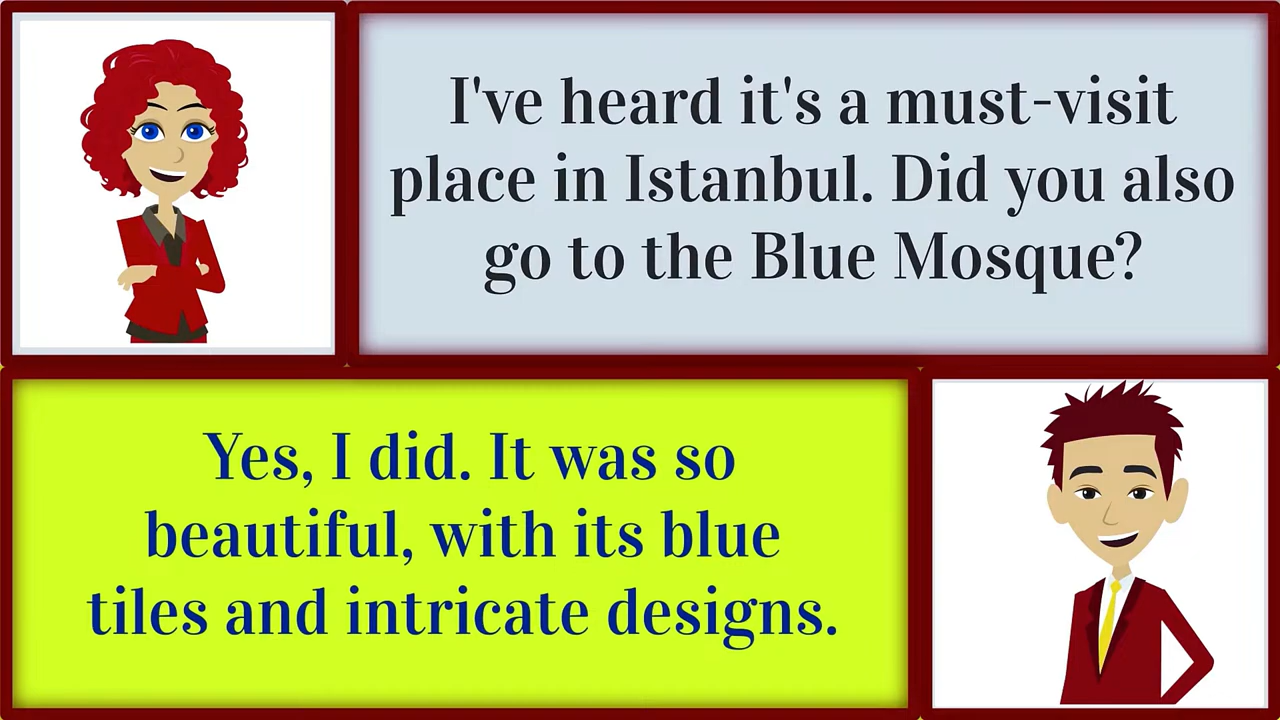 I've heard it's a must-visit
place in Istanbul. Did you also
go to the Blue Mosque?
Yes, I did. It was so
beautiful, with its blue
tiles and intricate designs.